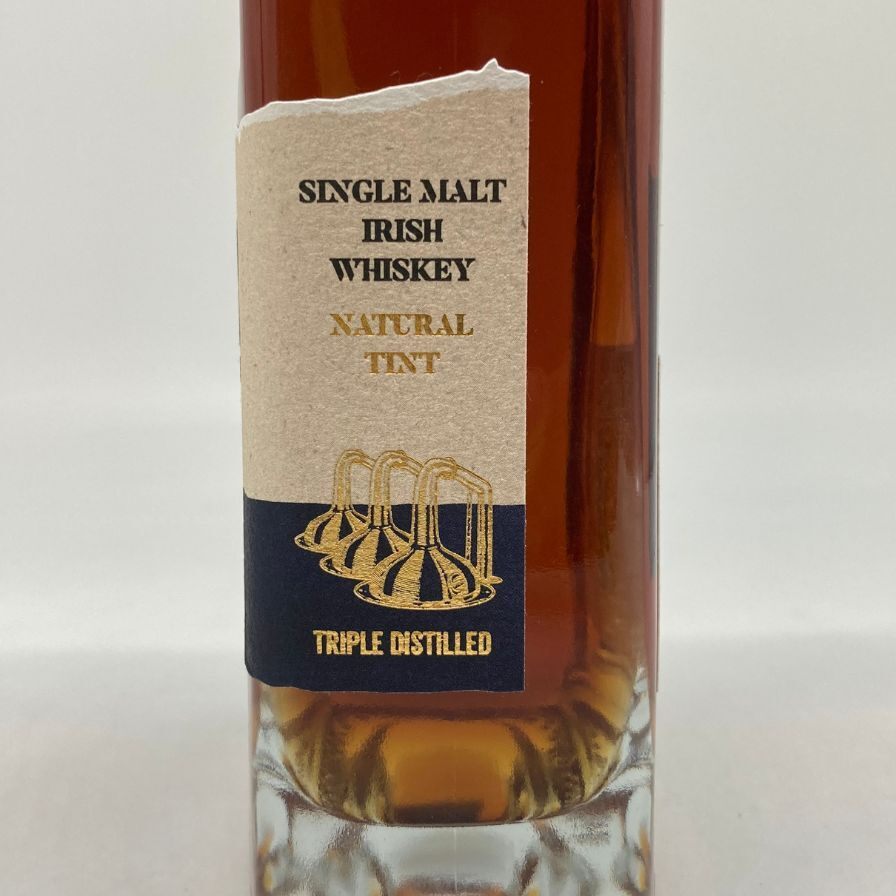 SINGLE MALT
IRISH
WHISKEY
NATURAL
TINT
TRIPLE DISTILLED